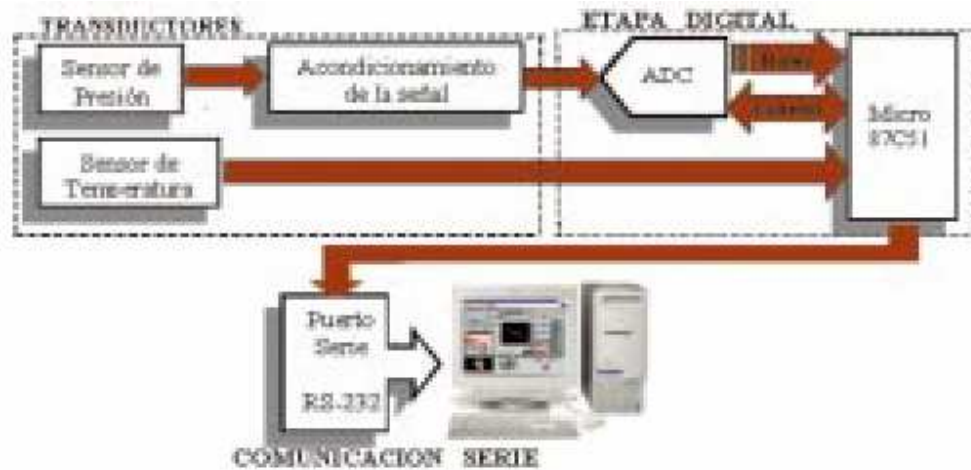 TRANSDUCTORES
ETAPA DIGITAL
Sensor de
Presión
Acondicionamiento
de la señal
ADC
Micro
87C51
Sensor de
Temperatura
Puerto
Serie
RS-232
COMUNICACION SERIE